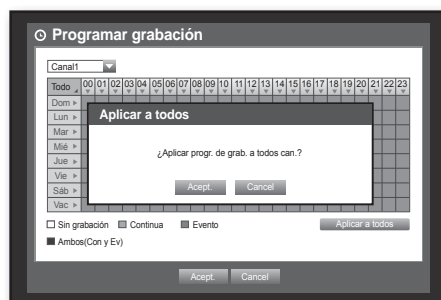 Programar grabación
Canal1
Todo 00 01 02 03 04 05 06 07 08 09 10 11 12 13 14 15 16 17 18 19 20 21 22 23
Dom
Lun
Mar
Mié
Jue
Vie
Sáb
Vac
Aplicar a todos
¿Aplicar progr. de grab. a todos can.?
Acept. Cancel
Sin grabación Continua Evento Aplicar a todos
Ambos(Con y Ev)
Acept. Cancel